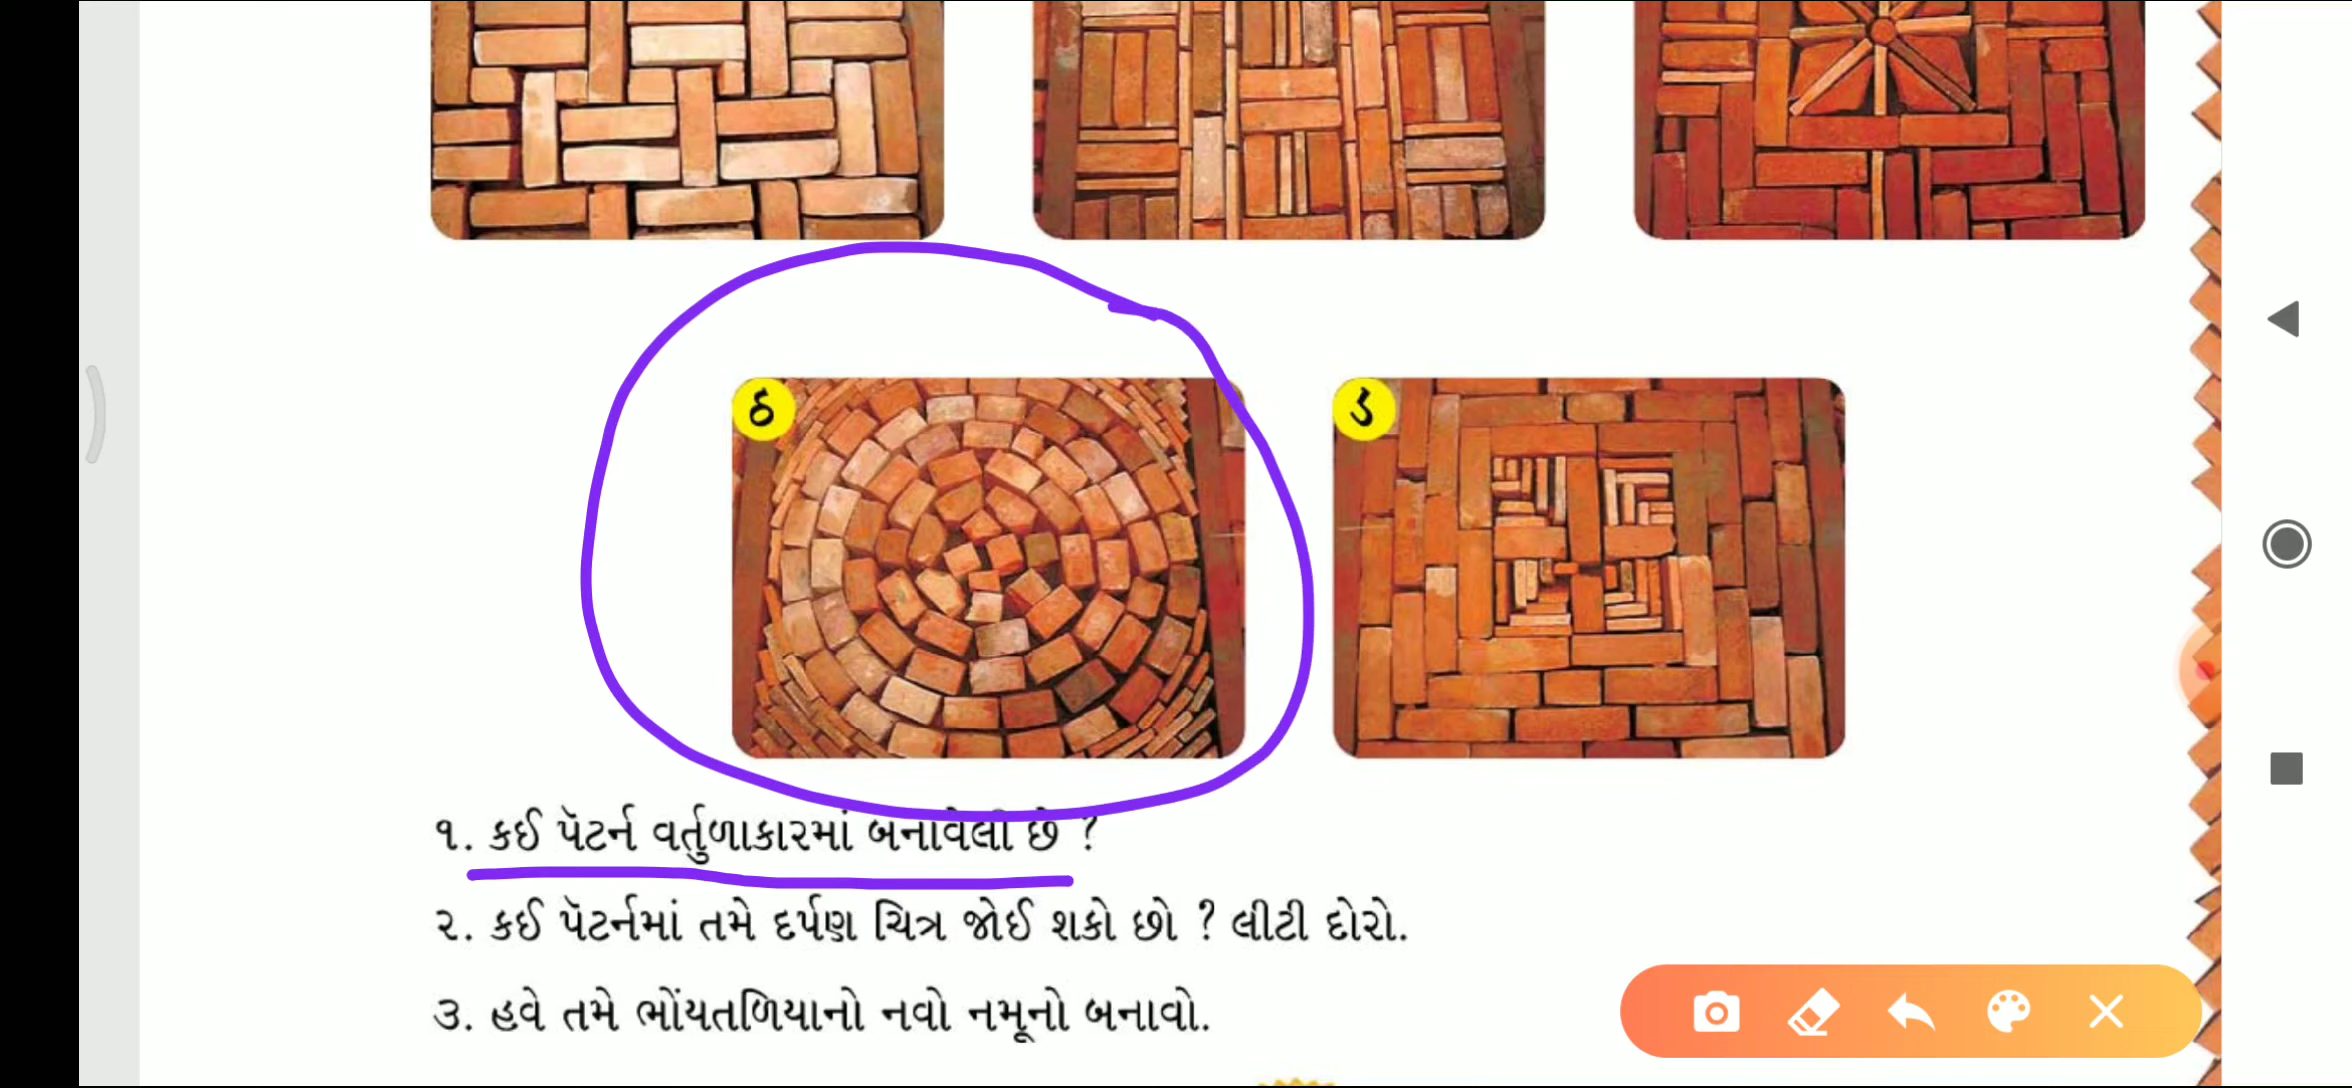 ઠ
ડ
૧. કઈ પૅટર્ન વર્તુળાકારમાં બનાવેલી છે ?
૨. કઈ પૅટર્નમાં તમે દર્પણ ચિત્ર જોઈ શકો છો ? લીટી દોરો.
૩. હવે તમે ભોંયતળિયાનો નવો નમૂનો બનાવો.